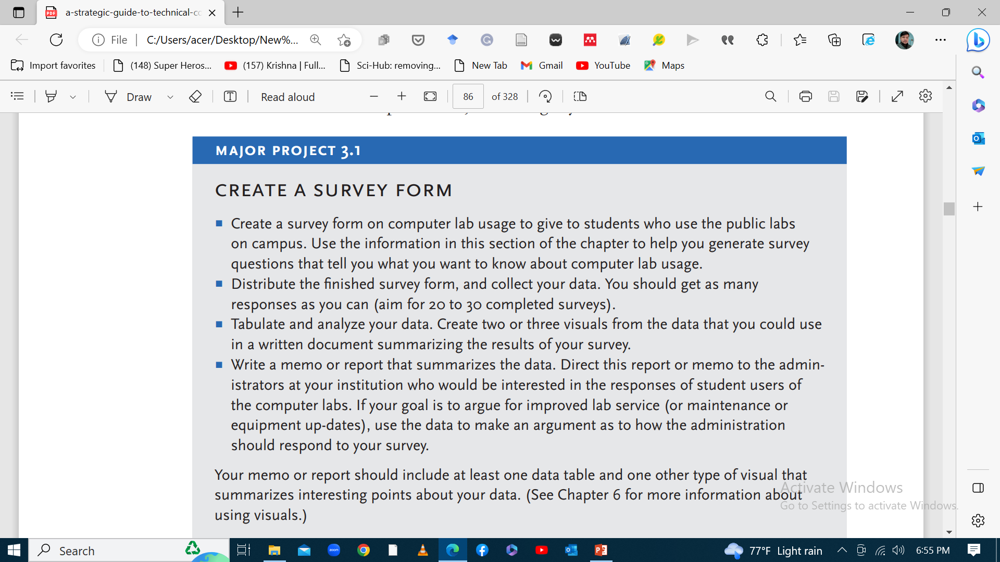 a-strategic-guide-to-technical-cc
File
C:/Users/acer/Desktop/New%...
Import favorites
(148) Super Heros...
(157) Krishna | Full...
Sci-Hub: removing...
New Tab
Gmail
YouTube
Maps
Draw
Read aloud
86
of 328
MAJOR PROJECT 3.1
CREATE A SURVEY FORM
Create a survey form on computer lab usage to give to students who use the public labs
on campus. Use the information in this section of the chapter to help you generate survey
questions that tell you what you want to know about computer lab usage.
Distribute the finished survey form, and collect your data. You should get as many
responses as you can (aim for 20 to 30 completed surveys).
Tabulate and analyze your data. Create two or three visuals from the data that you could use
in a written document summarizing the results of your survey.
Write a memo or report that summarizes the data. Direct this report or memo to the admin-
istrators at your institution who would be interested in the responses of student users of
the computer labs. If your goal is to argue for improved lab service (or maintenance or
equipment up-dates), use the data to make an argument as to how the administration
should respond to your survey.
Your memo or report should include at least one data table and one other type of visual that
summarizes interesting points about your data. (See Chapter 6 for more information about
using visuals.)
Activate Windows
Go to Settings to activate Windows.
Search
zoom
77°F Light rain
6:55 PM